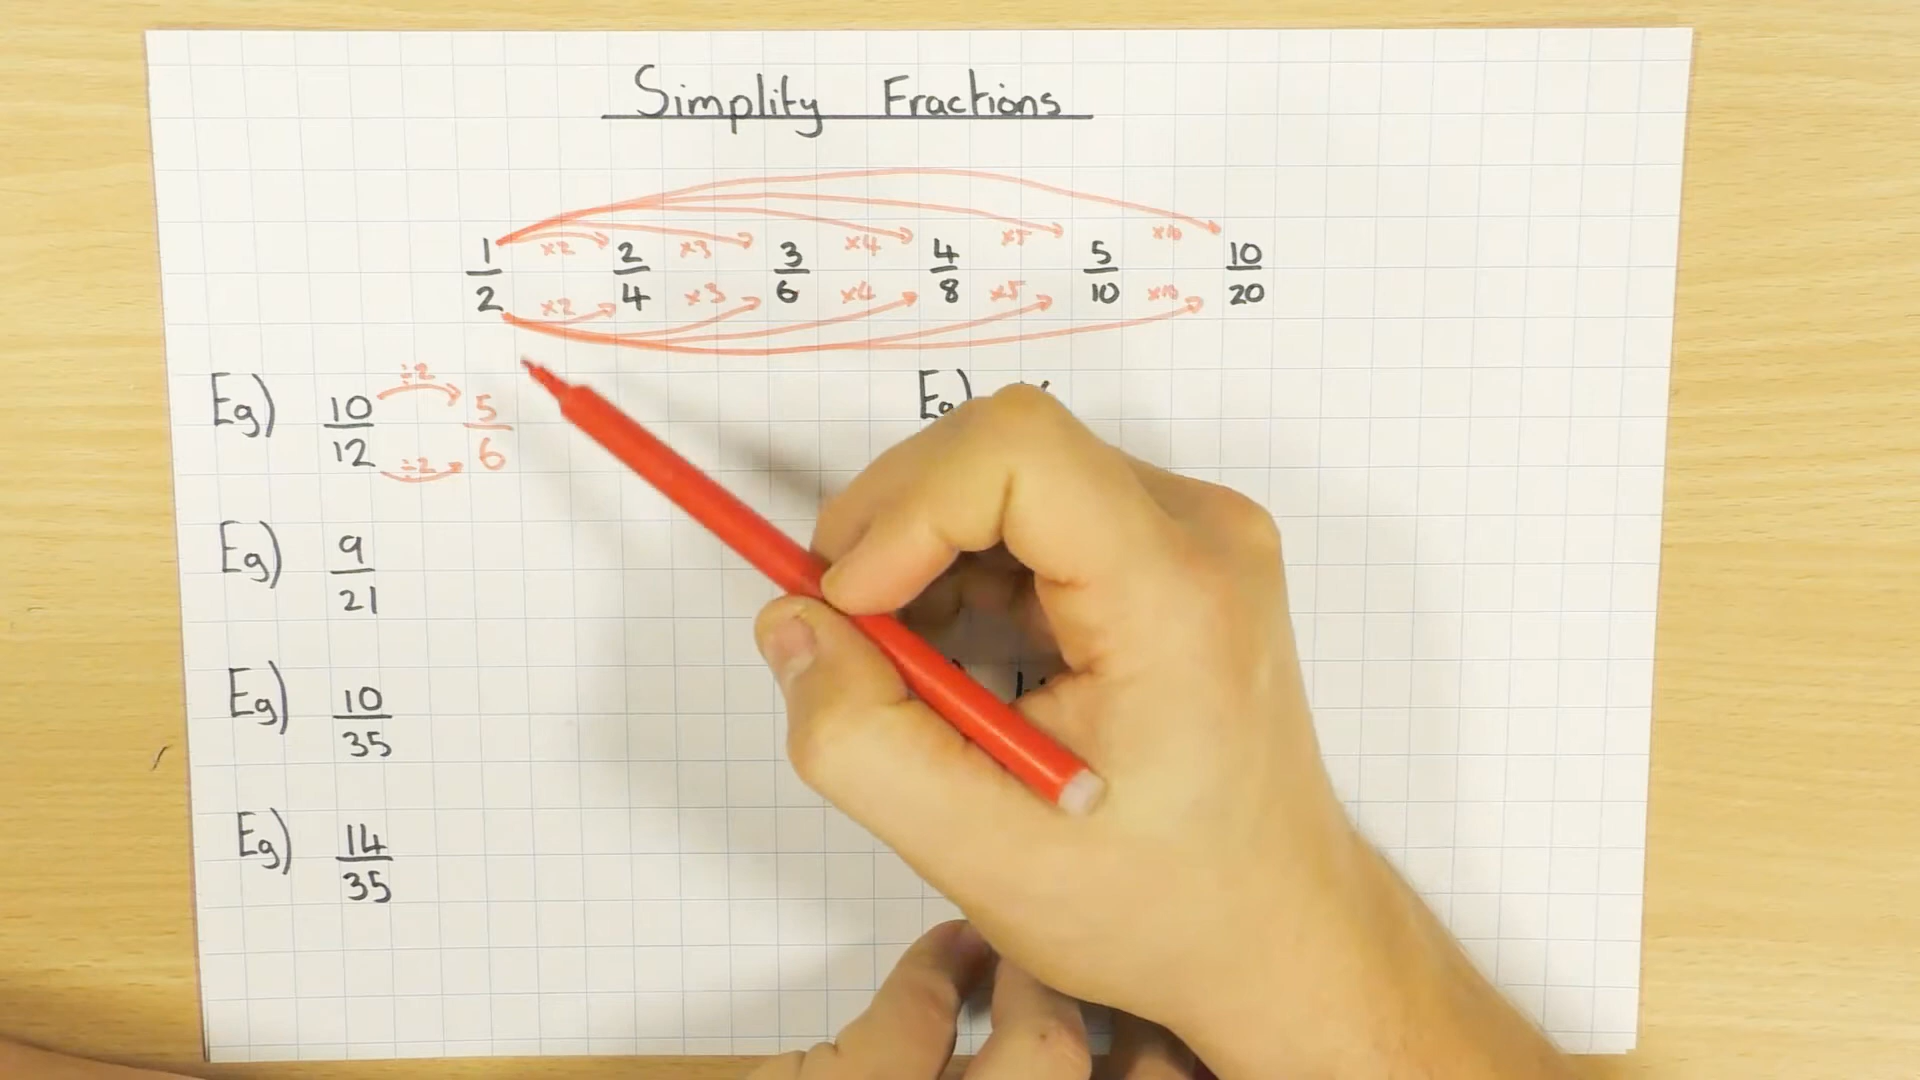 Simplify Fractions
×2 ×3 ×4 ×5 ×10
1/2 2/4 3/6 4/8 5/10 10/20
×2 ×3 ×4 ×5 ×10
Eg) 10/12 ÷2 ÷2 5/6
Eg)
Eg) 9/21
Eg) 10/35
Eg) 14/35